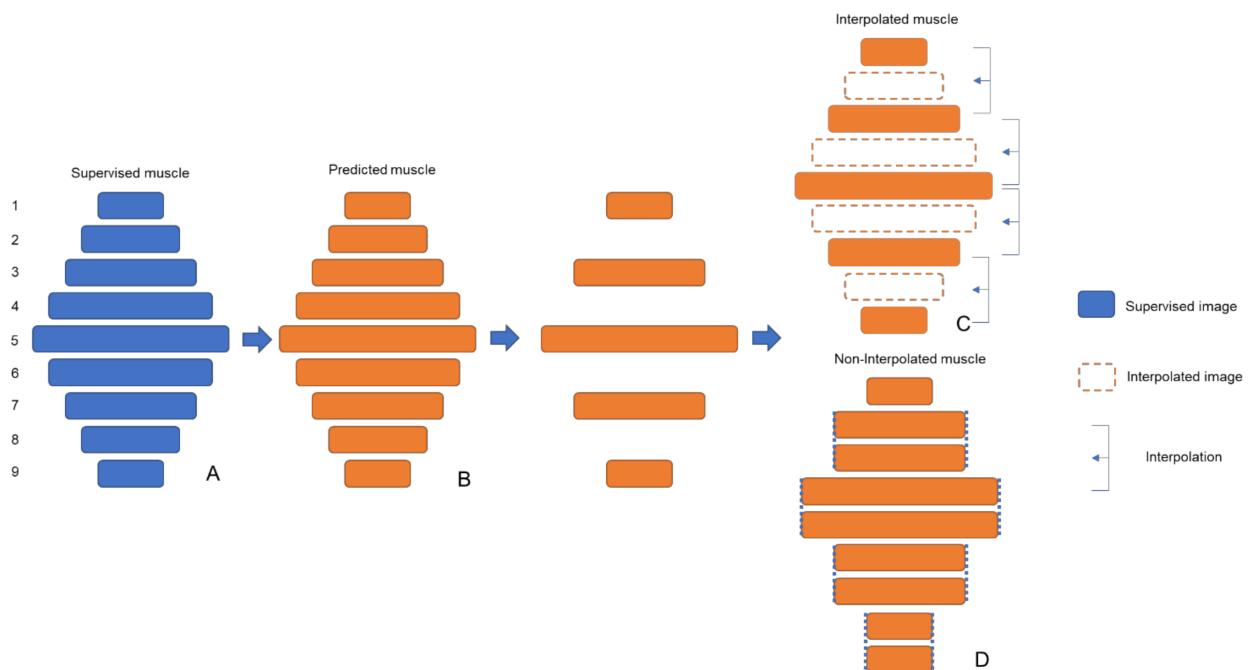 Interpolated muscle
Supervised muscle
Predicted muscle
1
2
3
4
5
6
7
8
9
A
B
C
Non-Interpolated muscle
D
Supervised image
Interpolated image
Interpolation